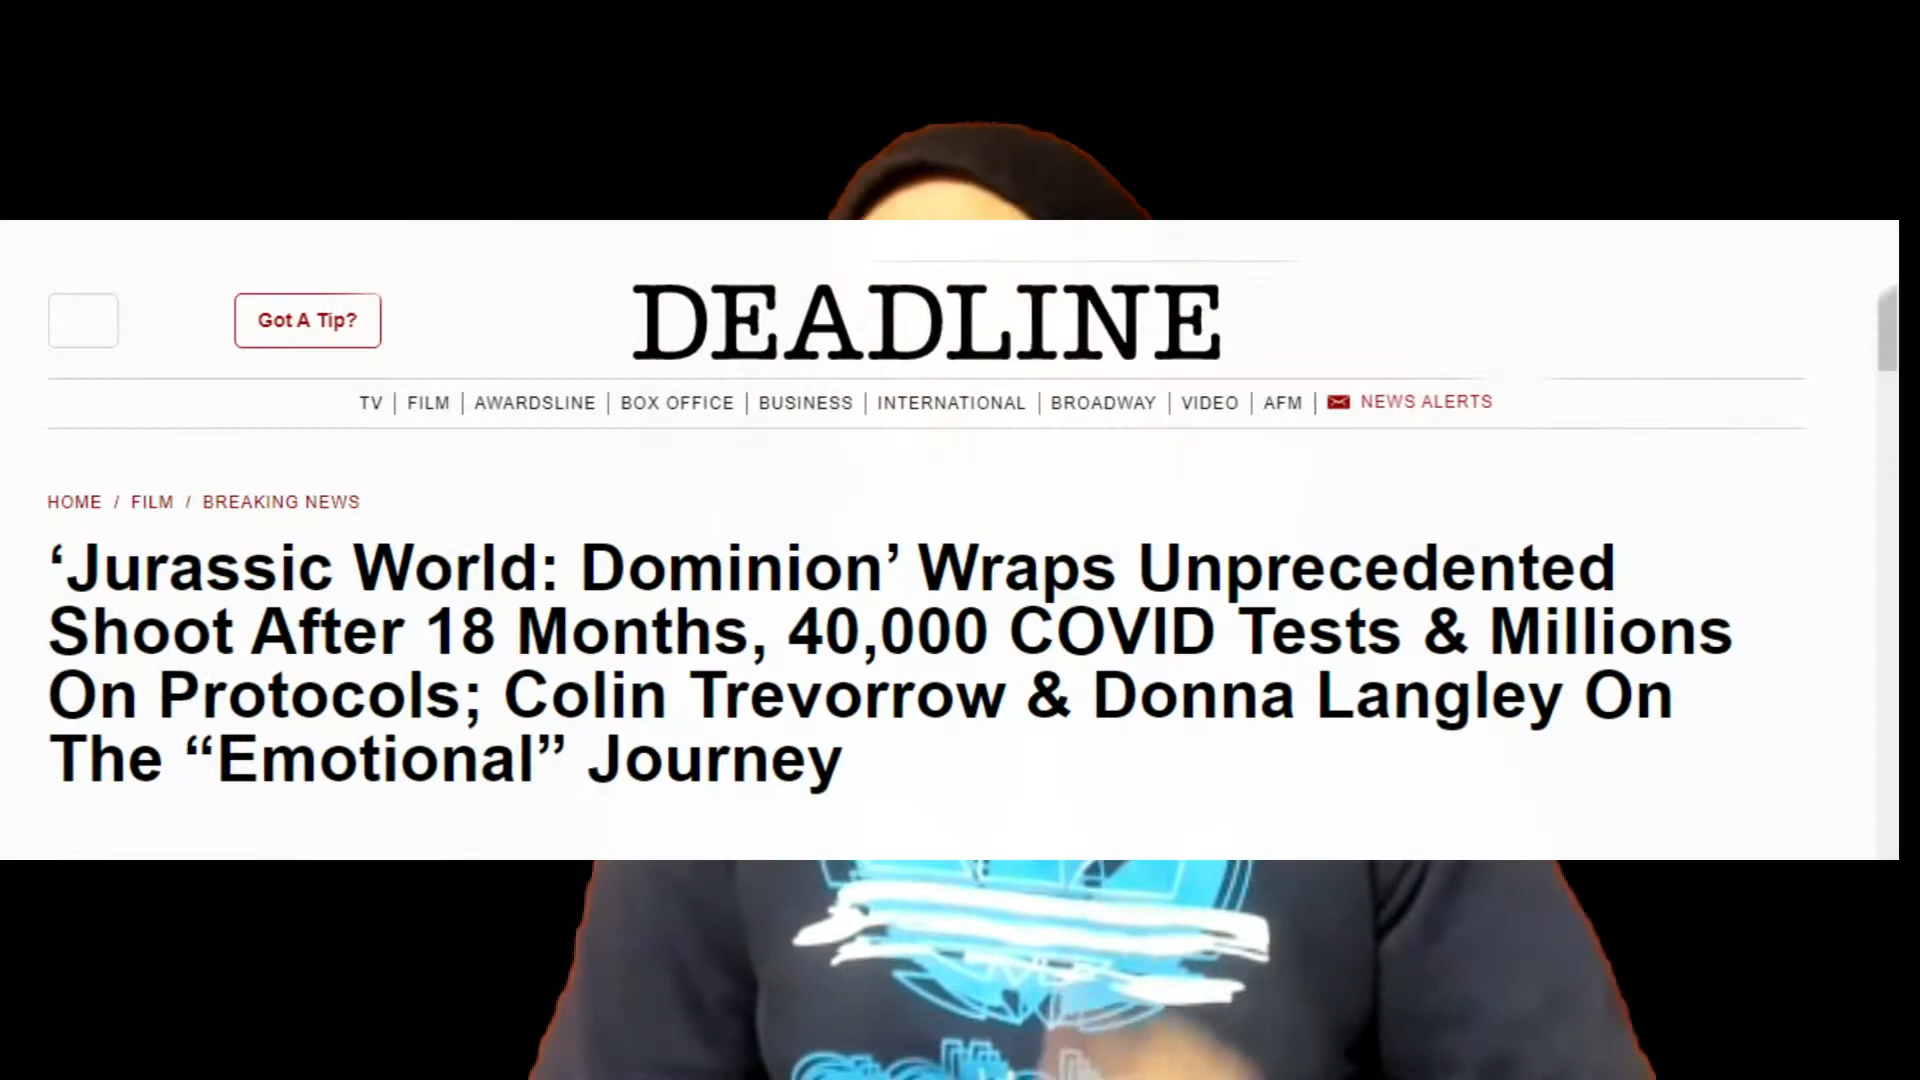 Got A Tip?
DEADLINE
TV | FILM | AWARDSLINE | BOX OFFICE | BUSINESS | INTERNATIONAL | BROADWAY | VIDEO | AFM | NEWS ALERTS
HOME / FILM / BREAKING NEWS
‘Jurassic World: Dominion’ Wraps Unprecedented
Shoot After 18 Months, 40,000 COVID Tests & Millions
On Protocols; Colin Trevorrow & Donna Langley On
The “Emotional” Journey